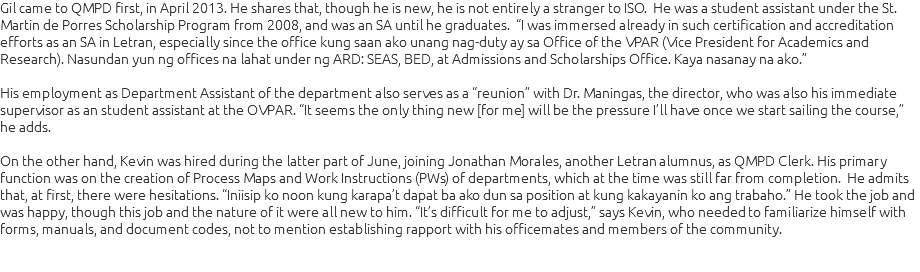 Gil came to QMPD first, in April 2013. He shares that, though he is new, he is not entirely a stranger to ISO.  He was a student assistant under the St.
Martin de Porres Scholarship Program from 2008, and was an SA until he graduates.  “I was immersed already in such certification and accreditation
efforts as an SA in Letran, especially since the office kung saan ako unang nag-duty ay sa Office of the VPAR (Vice President for Academics and
Research). Nasundan yun ng offices na lahat under ng ARD: SEAS, BED, at Admissions and Scholarships Office. Kaya nasanay na ako.”

His employment as Department Assistant of the department also serves as a “reunion” with Dr. Maningas, the director, who was also his immediate
supervisor as an student assistant at the OVPAR. “It seems the only thing new [for me] will be the pressure I’ll have once we start sailing the course,”
he adds.

On the other hand, Kevin was hired during the latter part of June, joining Jonathan Morales, another Letran alumnus, as QMPD Clerk. His primary
function was on the creation of Process Maps and Work Instructions (PWs) of departments, which at the time was still far from completion.  He admits
that, at first, there were hesitations. “Iniisip ko noon kung karapa’t dapat ba ako dun sa position at kung kakayanin ko ang trabaho.” He took the job and
was happy, though this job and the nature of it were all new to him. “It’s difficult for me to adjust,” says Kevin, who needed to familiarize himself with
forms, manuals, and document codes, not to mention establishing rapport with his officemates and members of the community.